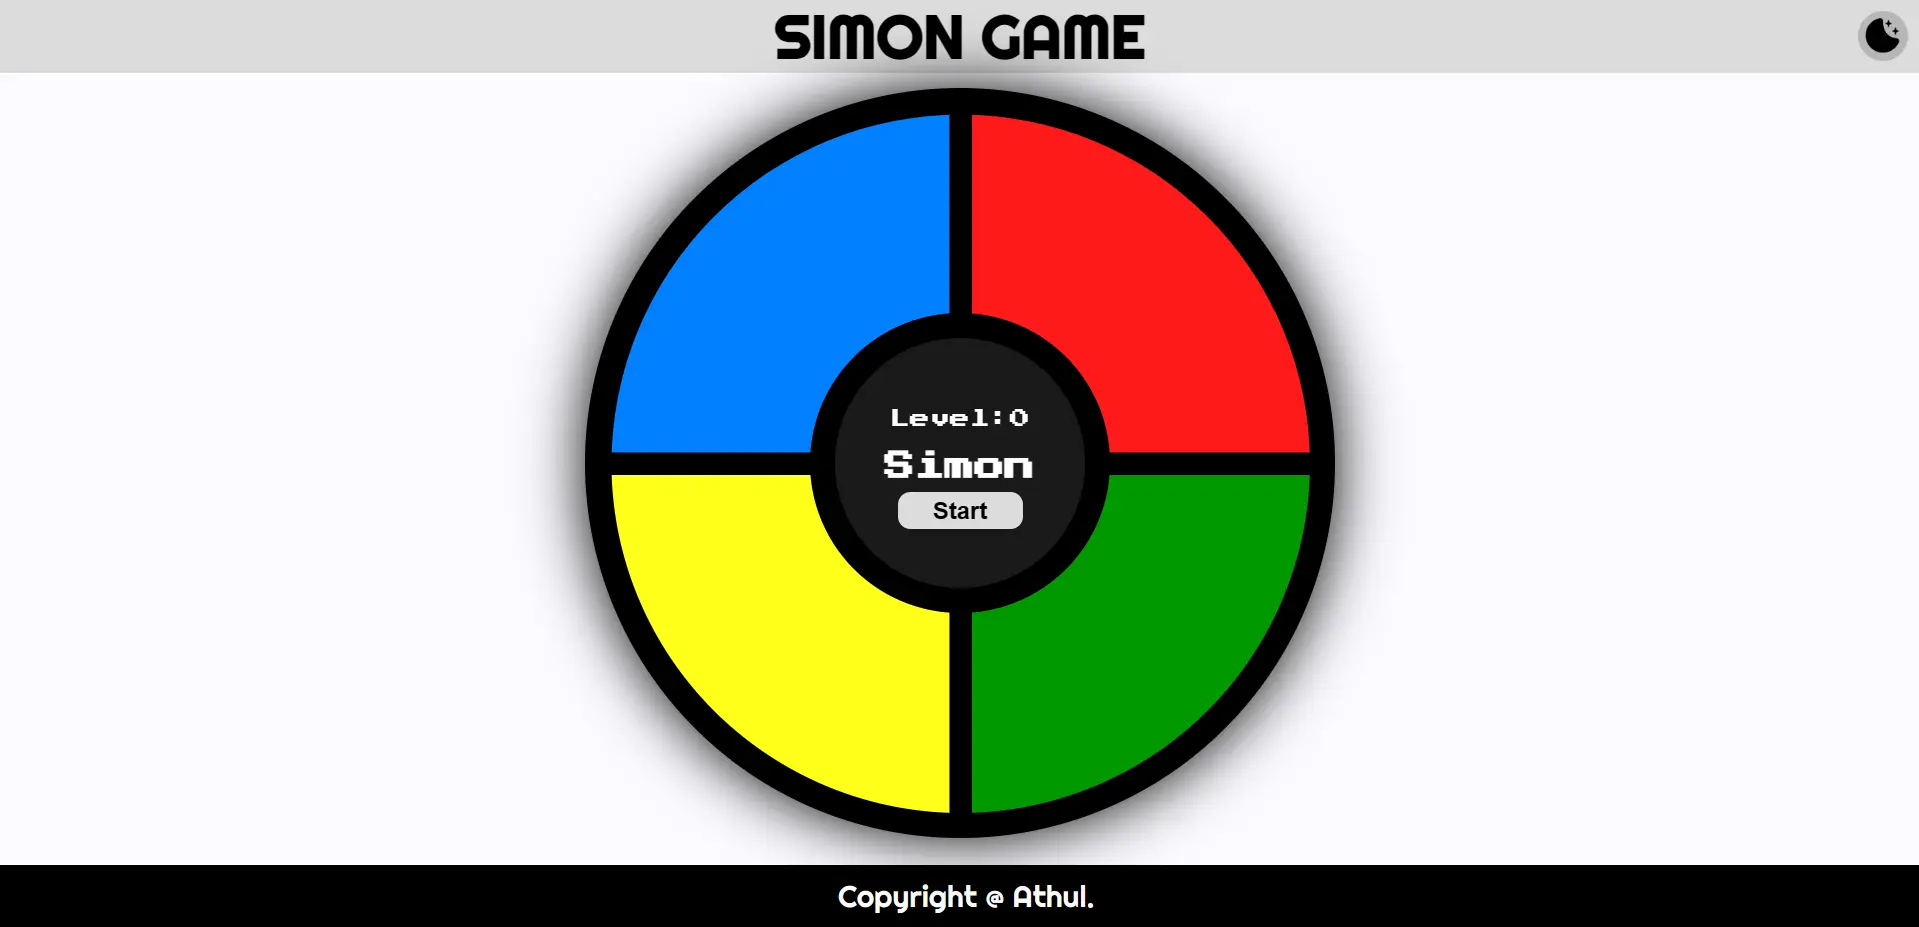 SIMON GAME
Level:0
Simon
Start
Copyright @ Athul.